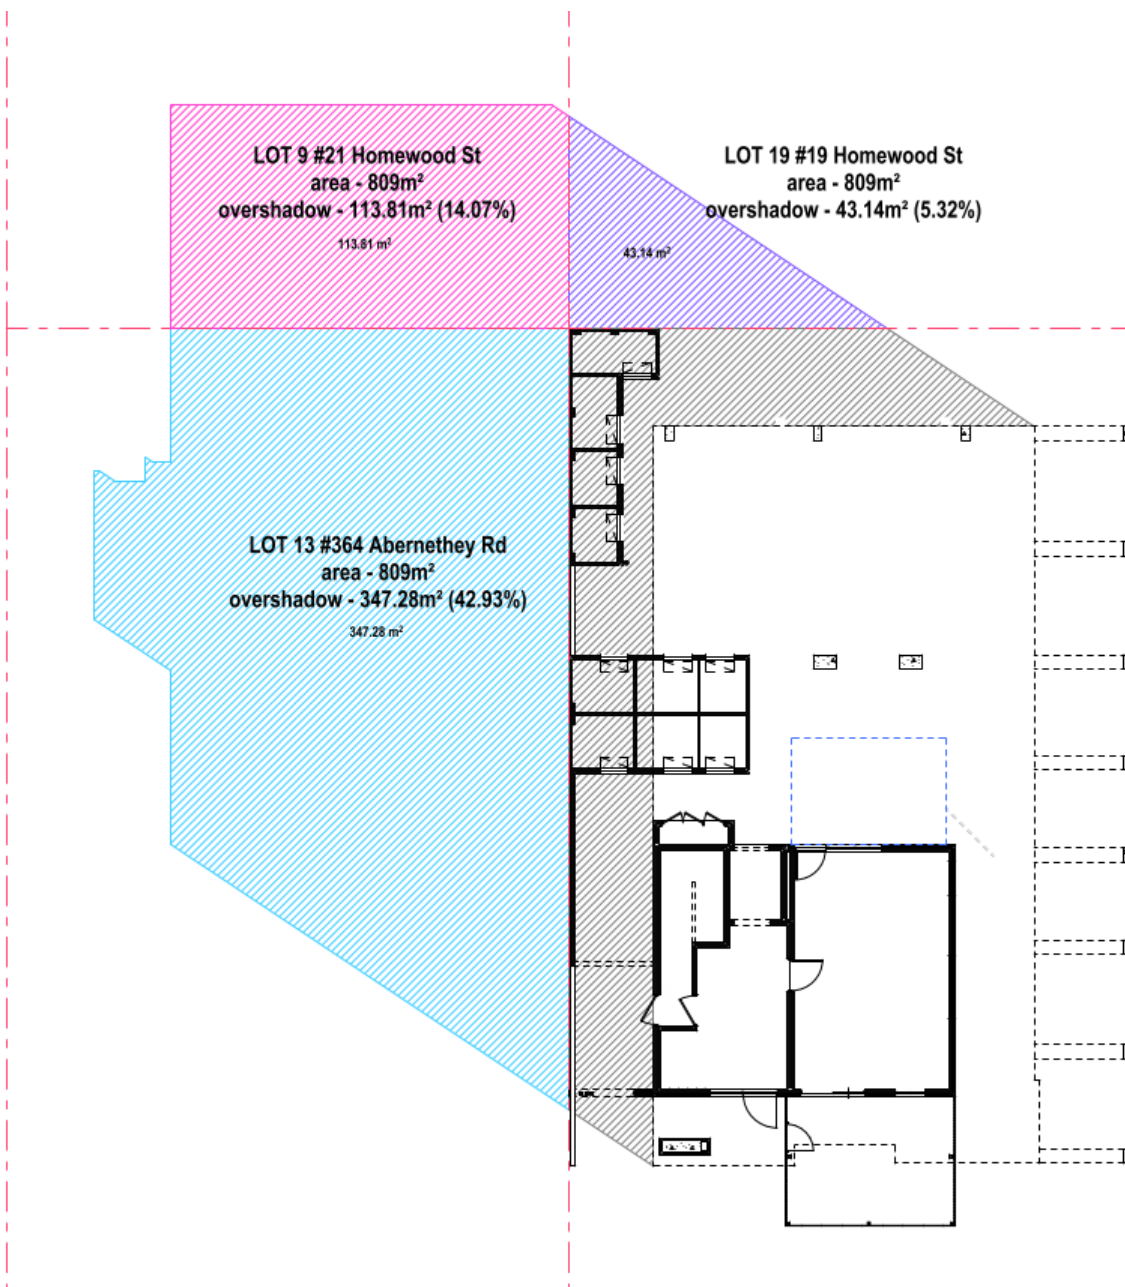 LOT 9 #21 Homewood St
area - 809m²
overshadow - 113.81m² (14.07%)
113.81 m²
LOT 19 #19 Homewood St
area - 809m²
overshadow - 43.14m² (5.32%)
43.14 m²
LOT 13 #364 Abernethey Rd
area - 809m²
overshadow - 347.28m² (42.93%)
347.28 m²